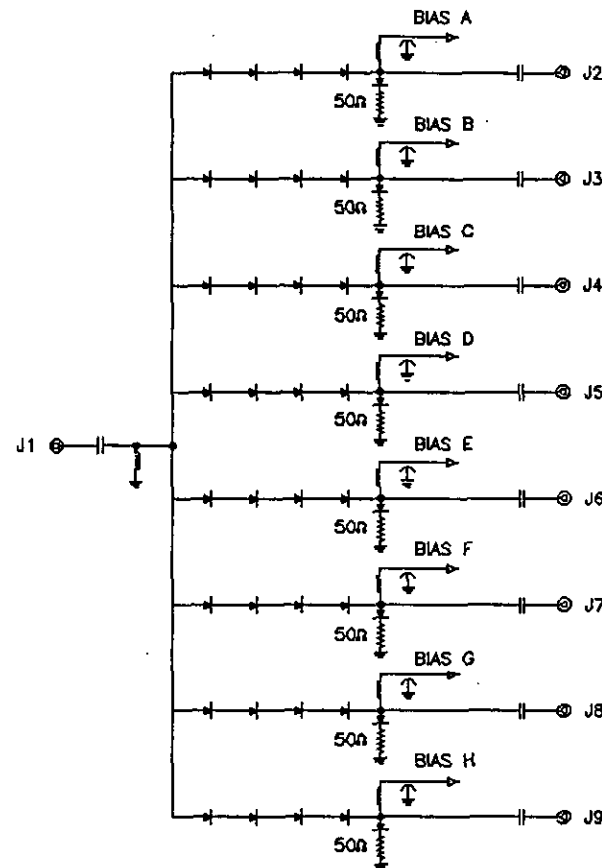 BIAS A
J2
50Ω
BIAS B
J3
50Ω
BIAS C
J4
50Ω
BIAS D
J5
50Ω
J1
BIAS E
J6
50Ω
BIAS F
J7
50Ω
BIAS G
J8
50Ω
BIAS H
J9
50Ω